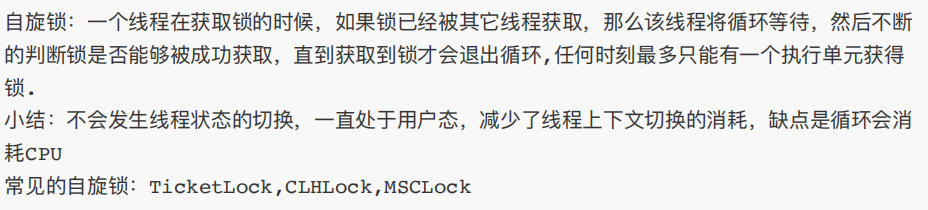 自旋锁：一个线程在获取锁的时候，如果锁已经被其它线程获取，那么该线程将循环等待，然后不断
的判断锁是否能够被成功获取，直到获取到锁才会退出循环,任何时刻最多只能有一个执行单元获得
锁.
小结：不会发生线程状态的切换，一直处于用户态，减少了线程上下文切换的消耗，缺点是循环会消
耗CPU
常见的自旋锁：TicketLock,CLHLock,MSCLock